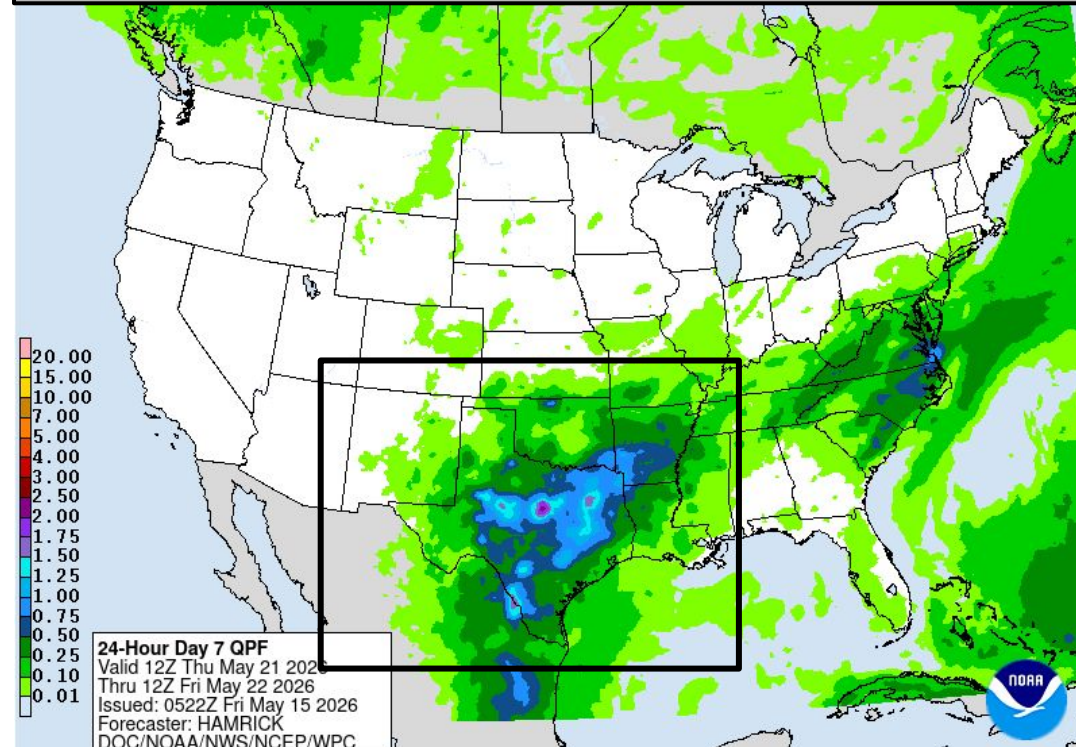 20.00
15.00
10.00
7.00
5.00
4.00
3.00
2.50
2.00
1.75
1.50
1.25
1.00
0.75
0.50
0.25
0.10
0.01
24-Hour Day 7 QPF
Valid 12Z Thu May 21 2026
Thru 12Z Fri May 22 2026
Issued: 0522Z Fri May 15 2026
Forecaster: HAMRICK
DOC/NOAA/NWS/NCEP/WPC
NOAA